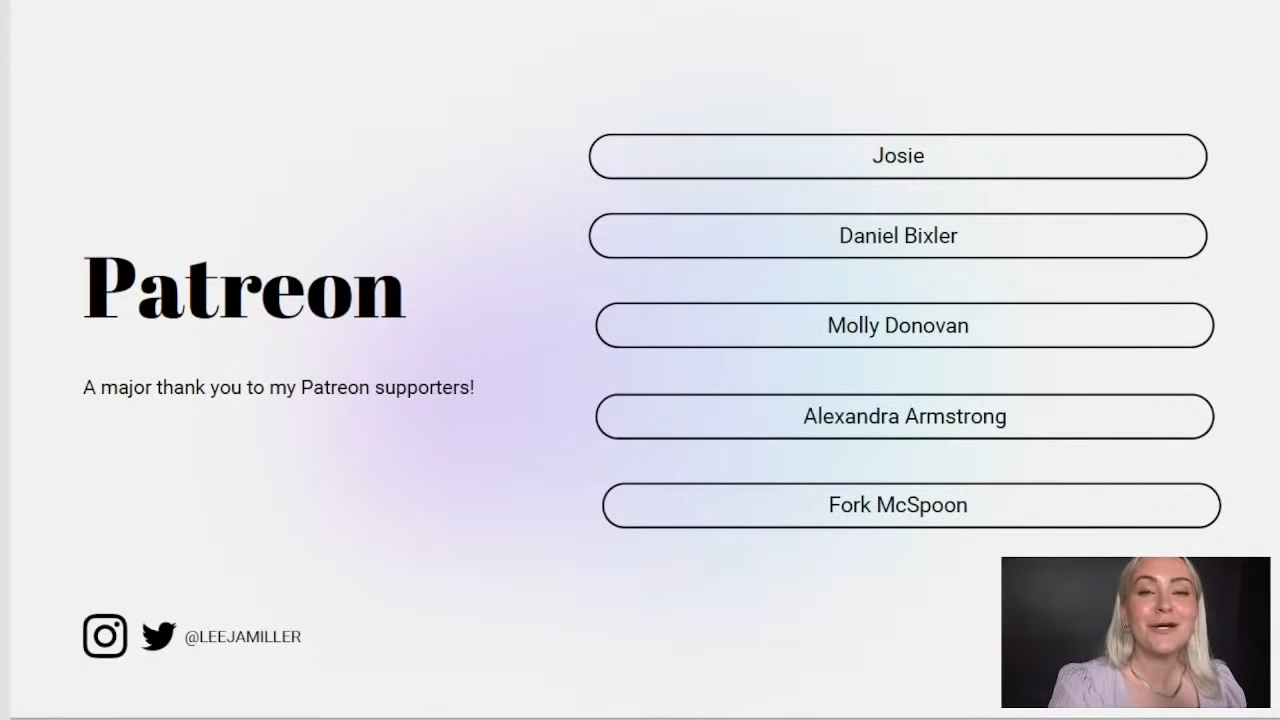 Patreon
A major thank you to my Patreon supporters!
Josie
Daniel Bixler
Molly Donovan
Alexandra Armstrong
Fork McSpoon
@LEEJAMILLER